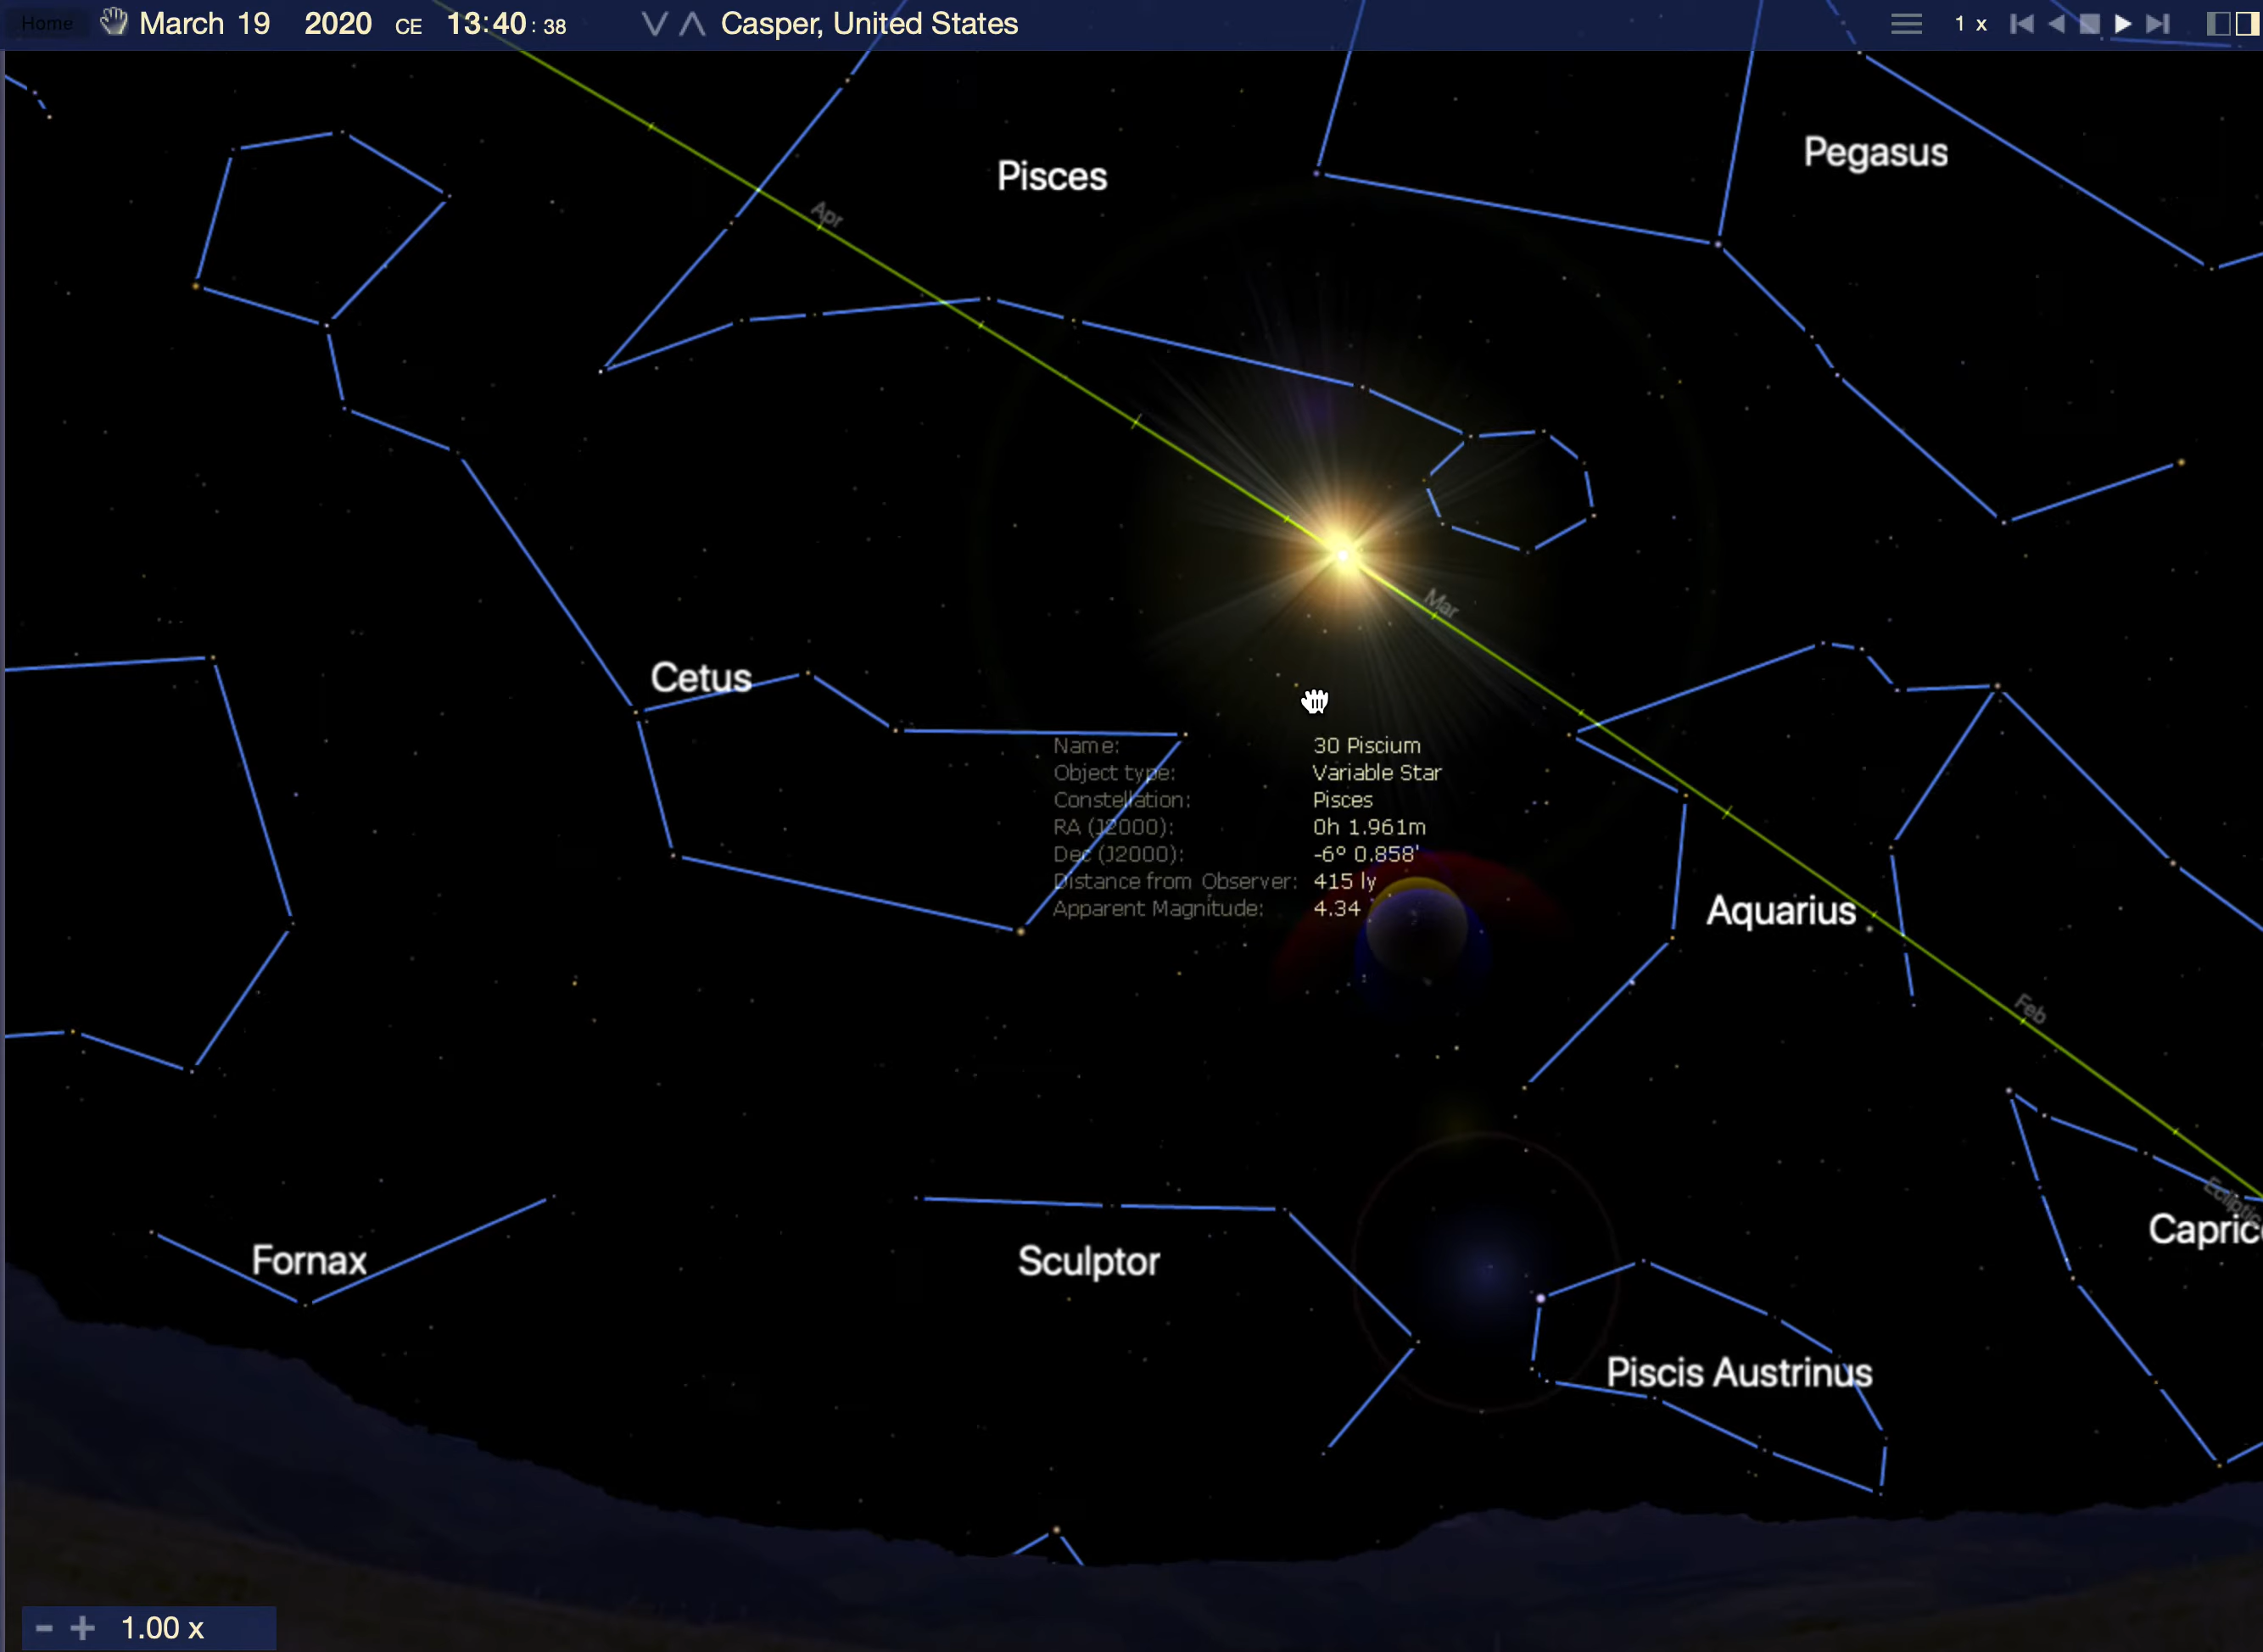 Home March 19 2020 CE 13:40:38 Casper, United States 1 x
Pegasus
Pisces
Apr
Mar
Cetus
Name: 30 Piscium
Object type: Variable Star
Constellation: Pisces
RA (J2000): 0h 1.961m
Dec (J2000): -6° 0.858'
Distance from Observer: 415 ly
Apparent Magnitude: 4.34
Aquarius
Feb
Ecliptic
Caprico
Fornax
Sculptor
Piscis Austrinus
- + 1.00 x